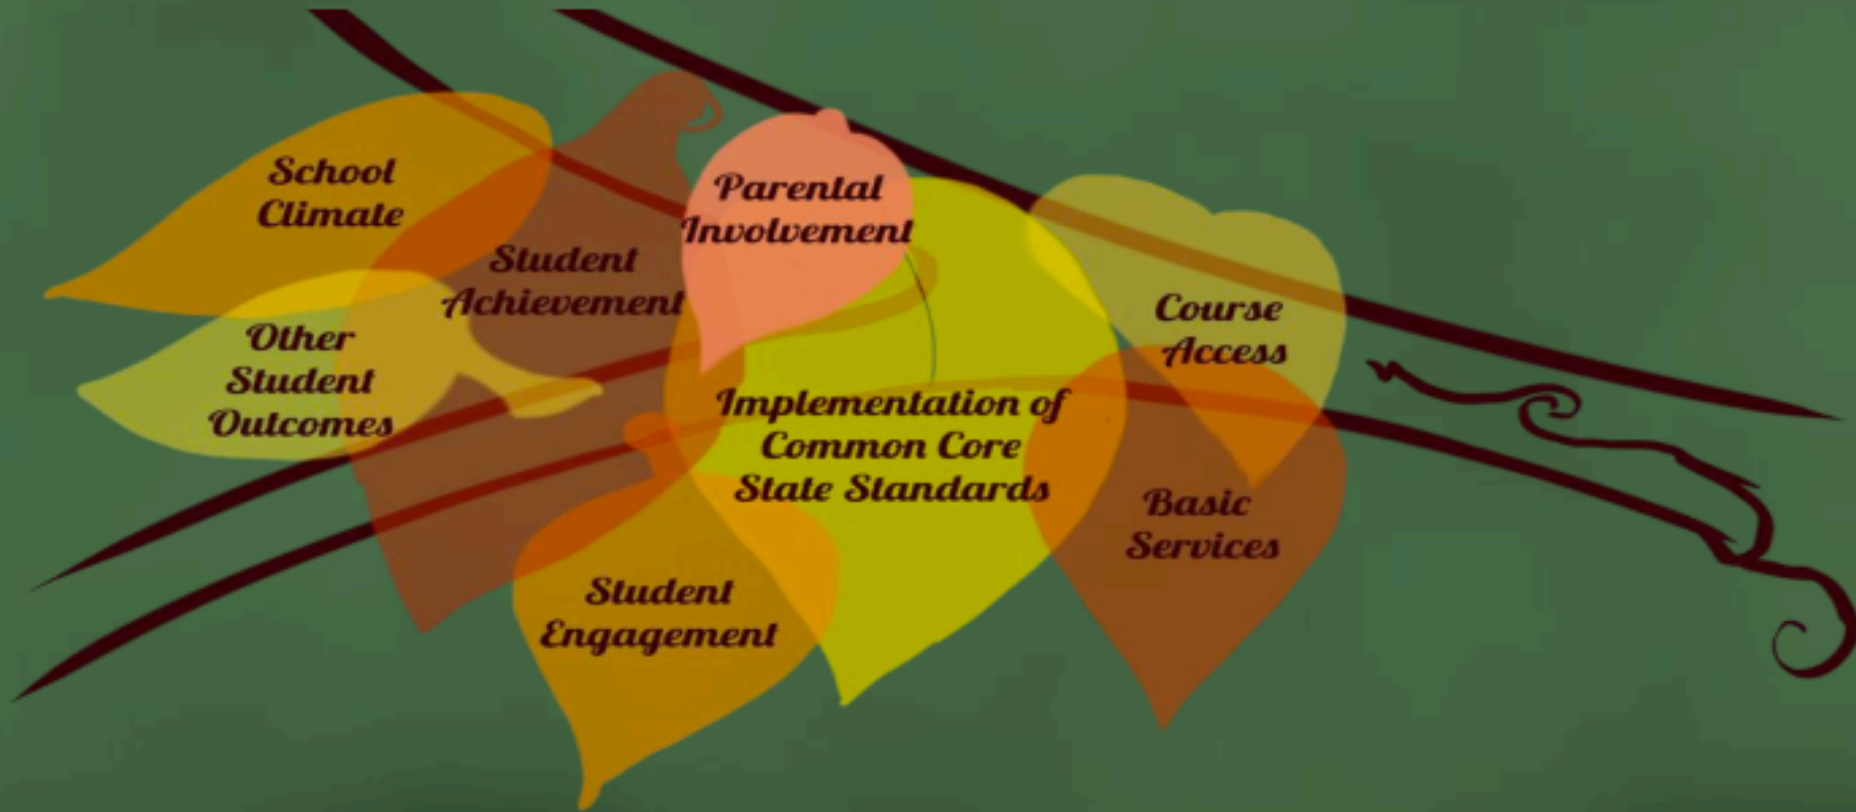 School
Climate
Student
Achievement
Parental
Involvement
Other
Student
Outcomes
Implementation of
Common Core
State Standards
Course
Access
Basic
Services
Student
Engagement